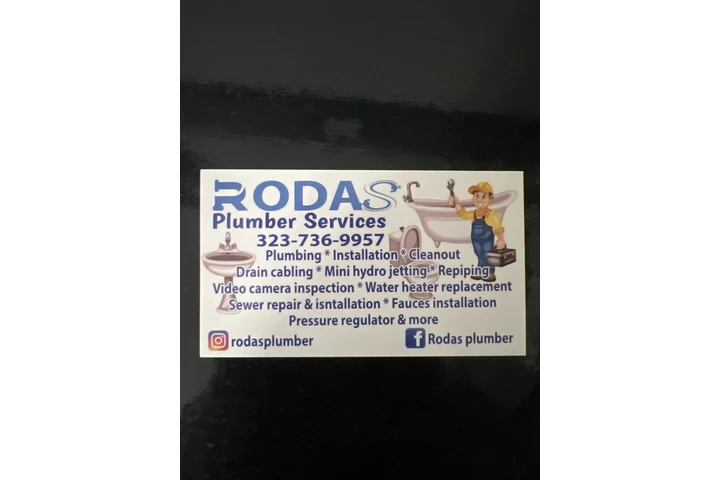 RODAS
Plumber Services
323-736-9957
Plumbing * Installation * Cleanout
Drain cabling * Mini hydro jetting * Repiping
Video camera inspection * Water heater replacement
Sewer repair & isntallation * Fauces installation
Pressure regulator & more
rodasplumber
Rodas plumber